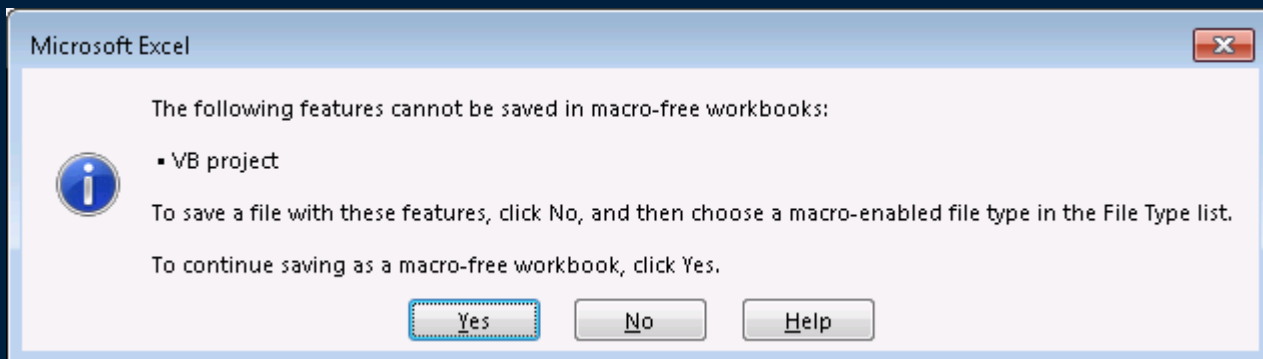 Microsoft Excel
The following features cannot be saved in macro-free workbooks:
▪ VB project
To save a file with these features, click No, and then choose a macro-enabled file type in the File Type list.
To continue saving as a macro-free workbook, click Yes.
Yes No Help